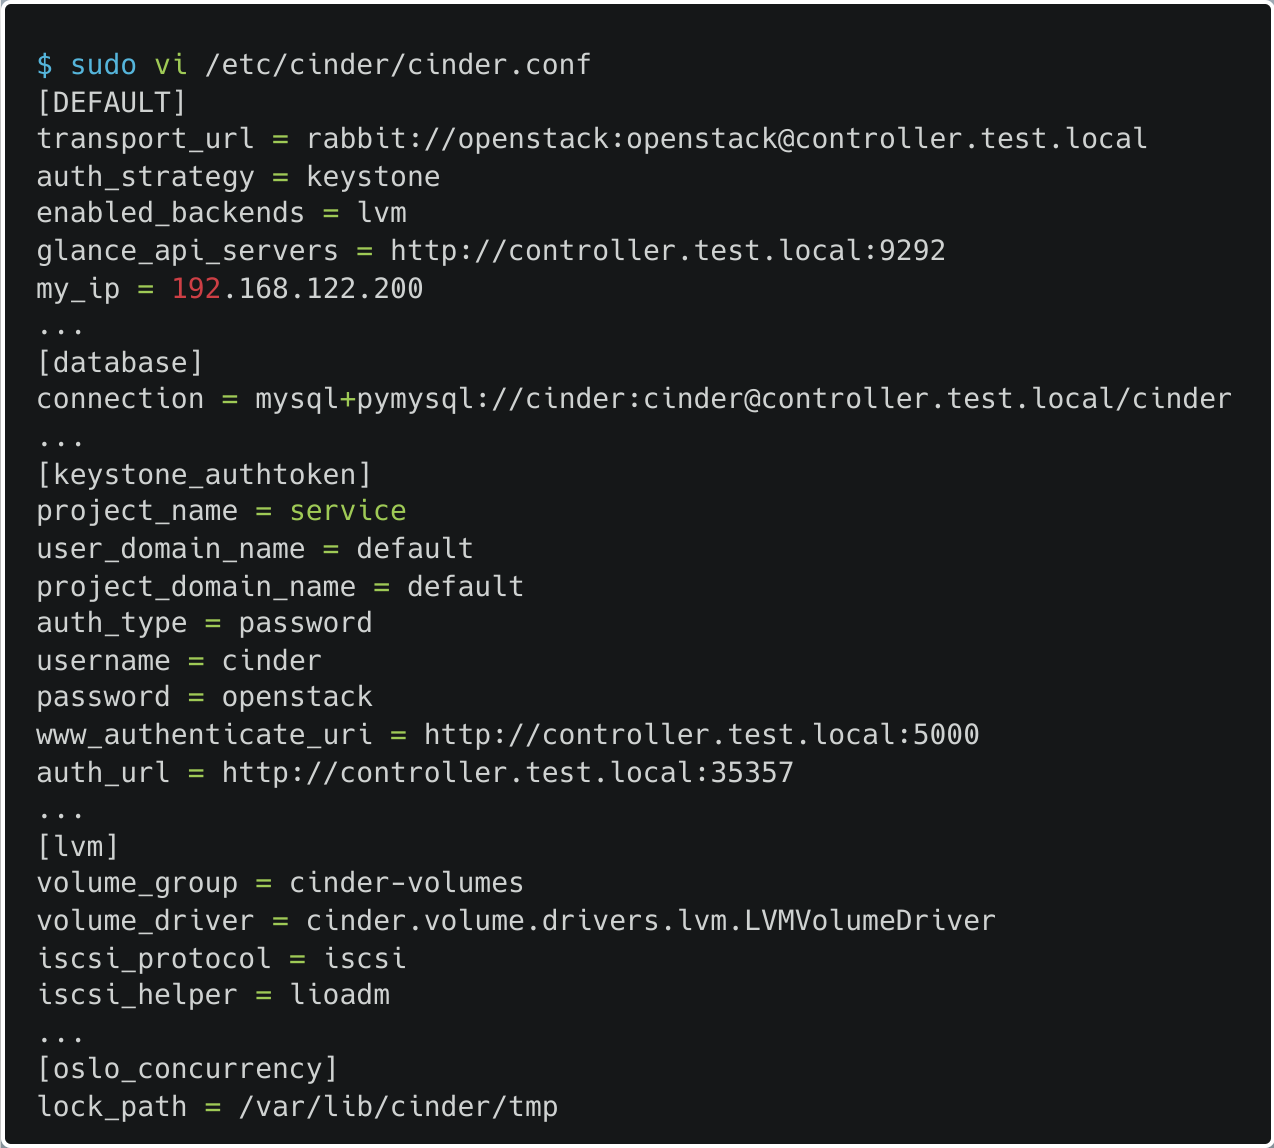 $ sudo vi /etc/cinder/cinder.conf
[DEFAULT]
transport_url = rabbit://openstack:openstack@controller.test.local
auth_strategy = keystone
enabled_backends = lvm
glance_api_servers = http://controller.test.local:9292
my_ip = 192.168.122.200
...
[database]
connection = mysql+pymysql://cinder:cinder@controller.test.local/cinder
...
[keystone_authtoken]
project_name = service
user_domain_name = default
project_domain_name = default
auth_type = password
username = cinder
password = openstack
www_authenticate_uri = http://controller.test.local:5000
auth_url = http://controller.test.local:35357
...
[lvm]
volume_group = cinder-volumes
volume_driver = cinder.volume.drivers.lvm.LVMVolumeDriver
iscsi_protocol = iscsi
iscsi_helper = lioadm
...
[oslo_concurrency]
lock_path = /var/lib/cinder/tmp